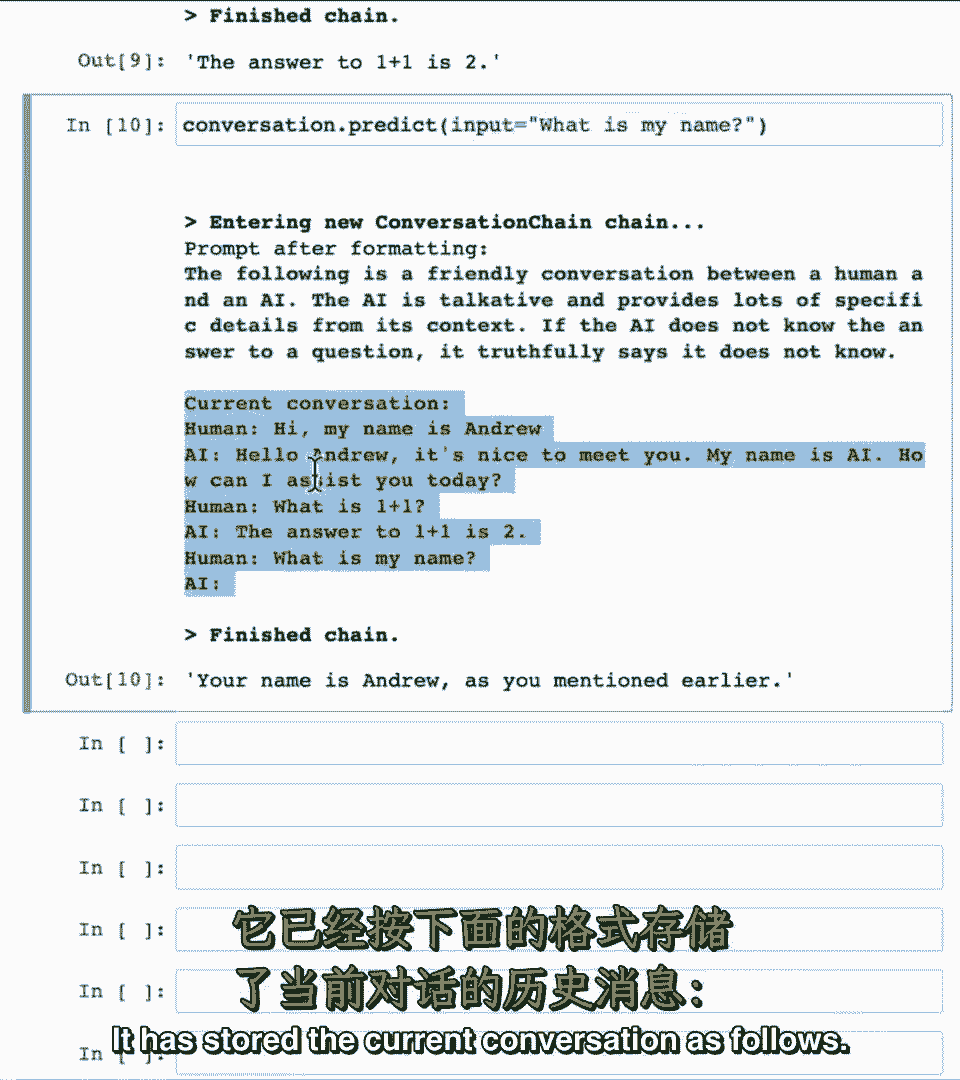 > Finished chain.
Out[9]: 'The answer to 1+1 is 2.'
In [10]: conversation.predict(input="What is my name?")
> Entering new ConversationChain chain...
Prompt after formatting:
The following is a friendly conversation between a human a
nd an AI. The AI is talkative and provides lots of specifi
c details from its context. If the AI does not know the an
swer to a question, it truthfully says it does not know.
Current conversation:
Human: Hi, my name is Andrew
AI: Hello Andrew, it's nice to meet you. My name is AI. Ho
w can I assist you today?
Human: What is 1+1?
AI: The answer to 1+1 is 2.
Human: What is my name?
AI:
> Finished chain.
Out[10]: 'Your name is Andrew, as you mentioned earlier.'
In [ ]:
In [ ]:
In [ ]:
In [ ]:
它已经按下面的格式存储
In [ ]:
了当前对话的历史消息：
In [ ]:
It has stored the current conversation as follows.